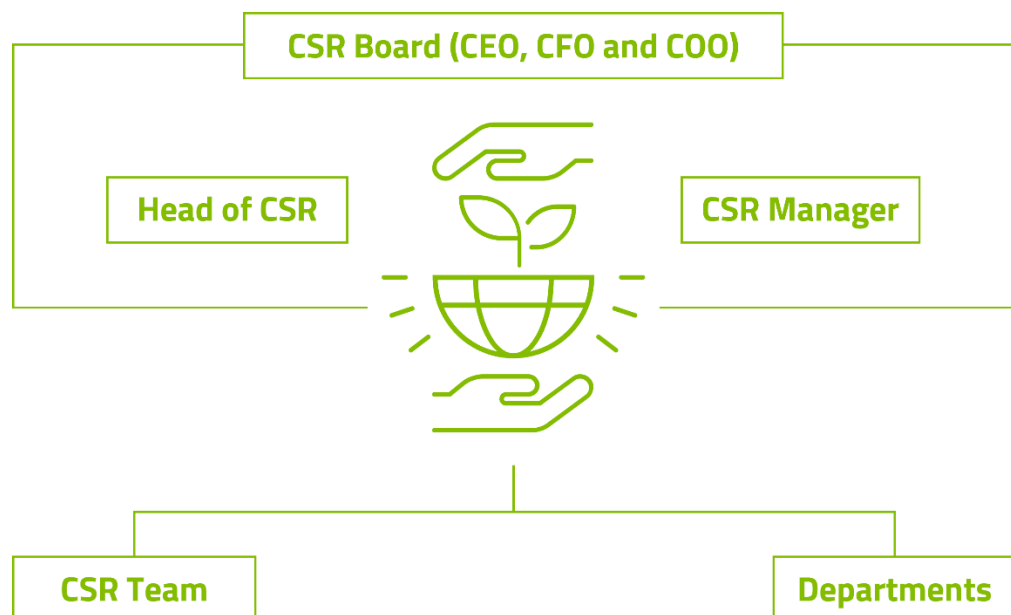 CSR Board (CEO, CFO and COO)
Head of CSR
CSR Manager
CSR Team
Departments